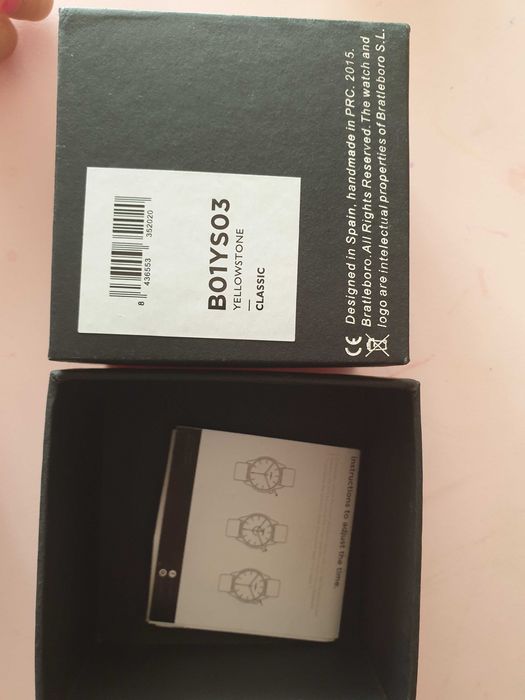 B01YS03
YELLOWSTONE
CLASSIC
8 436553 352020
CE Designed in Spain, handmade in PRC. 2015.
Bratleboro. All Rights Reserved. The watch and
logo are intelectual properties of Bratleboro S.L.
Instructions to adjust the time.